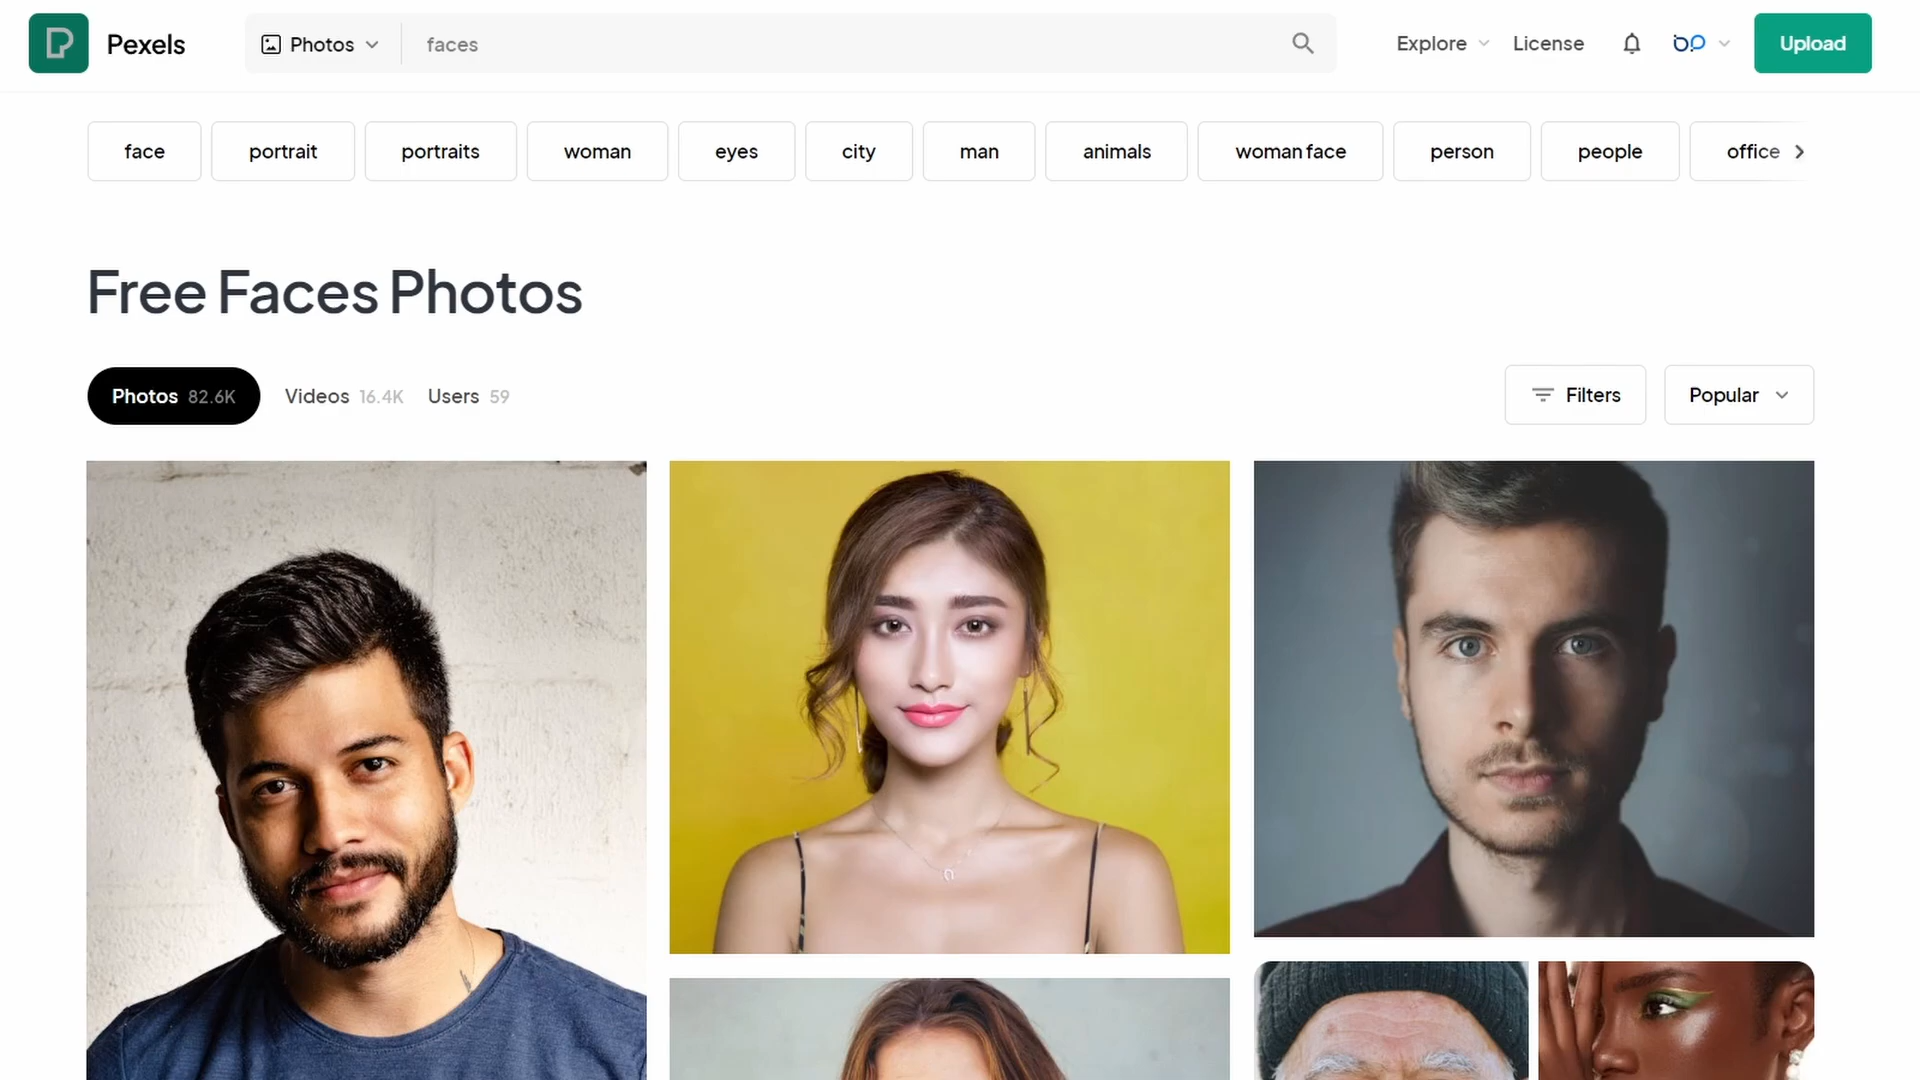 Pexels
Photos
faces
Explore
License
Upload
face
portrait
portraits
woman
eyes
city
man
animals
woman face
person
people
office
Free Faces Photos
Photos 82.6K
Videos 16.4K
Users 59
Filters
Popular